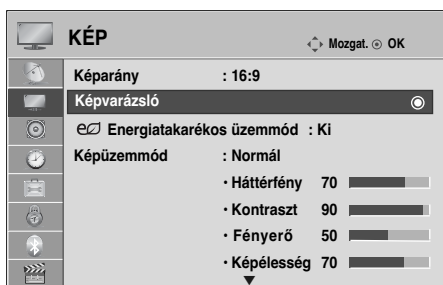 KÉP Mozgat. OK
Képarány : 16:9
Képvarázsló
Energiatakarékos üzemmód : Ki
Képüzemmód : Normál
• Háttérfény 70
• Kontraszt 90
• Fényerő 50
• Képélesség 70